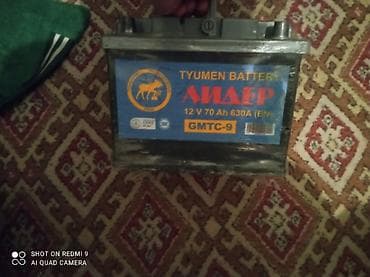 TYUMEN BATTERY
ЛИДЕР
12 V 70 Ah 630A (EN)
GMTC-9
SHOT ON REDMI 9
AI QUAD CAMERA